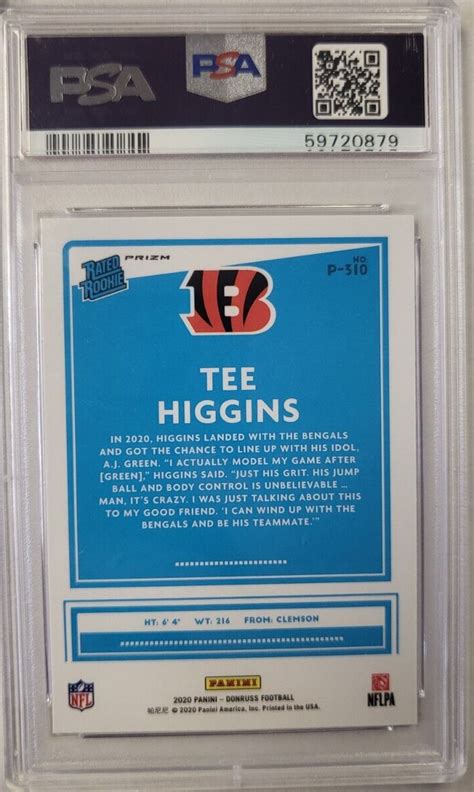 PSA
PSA
59720879
RATED ROOKIE
PRIZM
NO.
P-310
B
TEE
HIGGINS
IN 2020, HIGGINS LANDED WITH THE BENGALS
AND GOT THE CHANCE TO LINE UP WITH HIS IDOL,
A.J. GREEN. "I ACTUALLY MODEL MY GAME AFTER
[GREEN]," HIGGINS SAID. "JUST HIS GRIT. HIS JUMP
BALL AND BODY CONTROL IS UNBELIEVABLE ...
MAN, IT'S CRAZY. I WAS JUST TALKING ABOUT THIS
TO MY GOOD FRIEND. 'I CAN WIND UP WITH THE
BENGALS AND BE HIS TEAMMATE.'"
HT: 6' 4" WT: 216 FROM: CLEMSON
NFL
PANINI
NFLPA
2020 PANINI – DONRUSS FOOTBALL
帕尼尼 © 2020 Panini America, Inc. Printed in the USA.